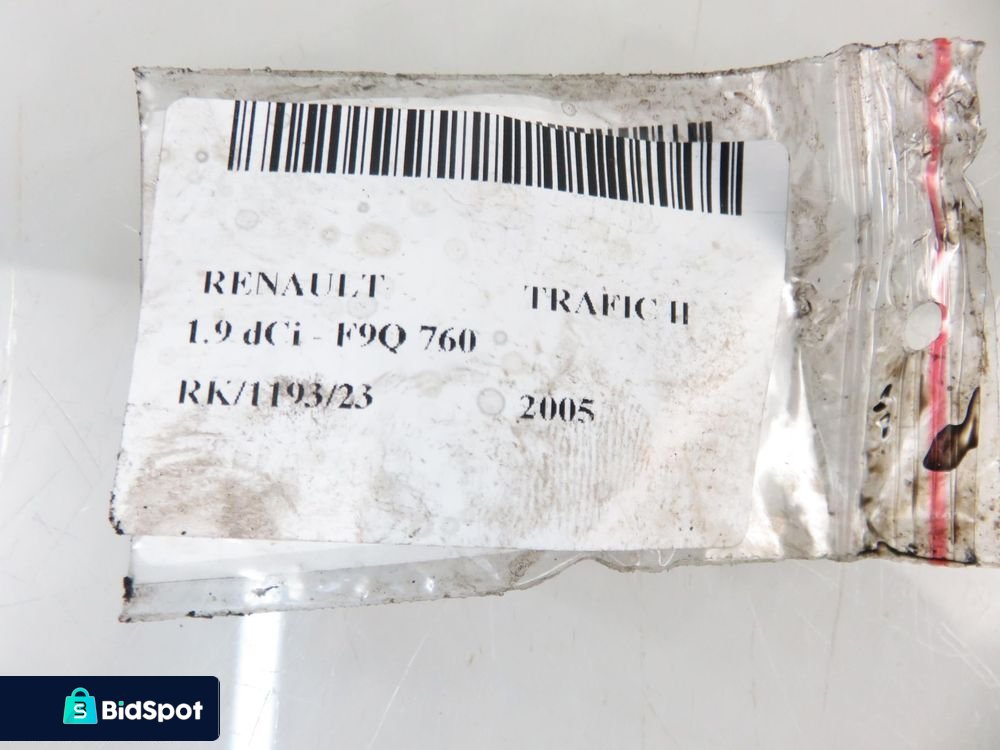 RENAULT TRAFIC II
1.9 dCi - F9Q 760
RK/1193/23 2005
BidSpot